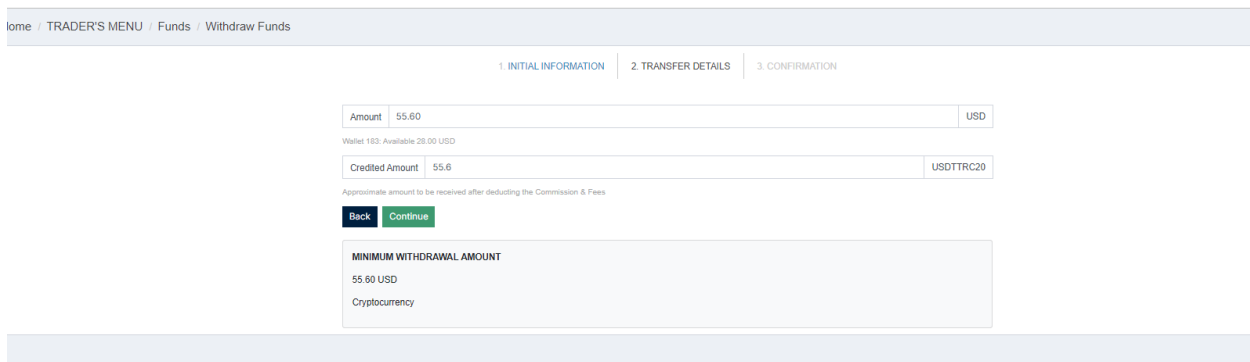 lome / TRADER'S MENU / Funds / Withdraw Funds
1. INITIAL INFORMATION 2. TRANSFER DETAILS 3. CONFIRMATION
Amount 55.60 USD
Wallet 183: Available 28.00 USD
Credited Amount 55.6 USDTTRC20
Approximate amount to be received after deducting the Commission & Fees
Back Continue
MINIMUM WITHDRAWAL AMOUNT
55.60 USD
Cryptocurrency